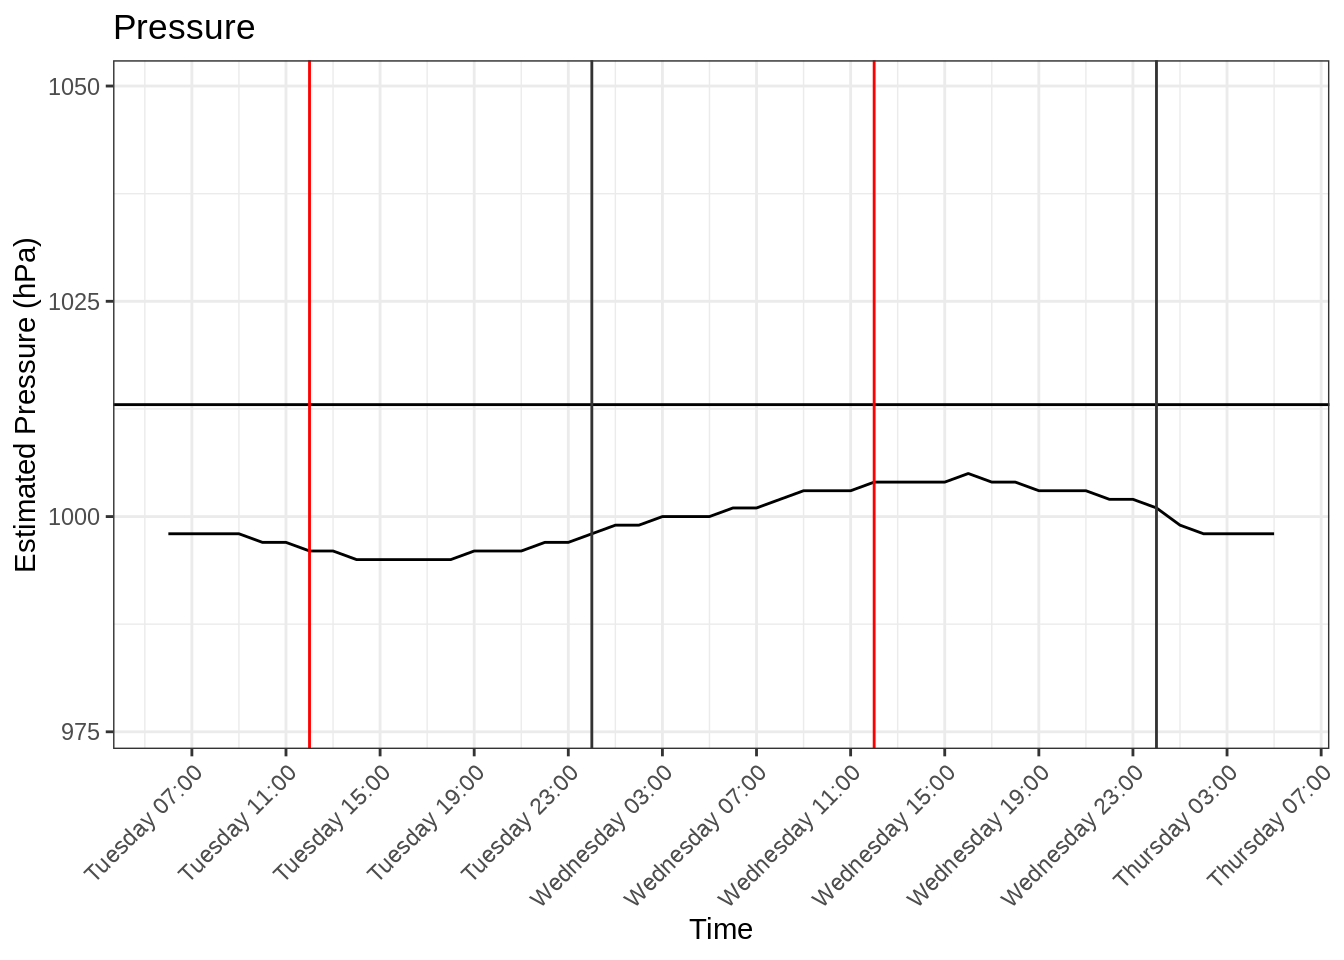 Pressure
Estimated Pressure (hPa)
1050
1025
1000
975
Tuesday 07:00
Tuesday 11:00
Tuesday 15:00
Tuesday 19:00
Tuesday 23:00
Wednesday 03:00
Wednesday 07:00
Wednesday 11:00
Wednesday 15:00
Wednesday 19:00
Wednesday 23:00
Thursday 03:00
Thursday 07:00
Time